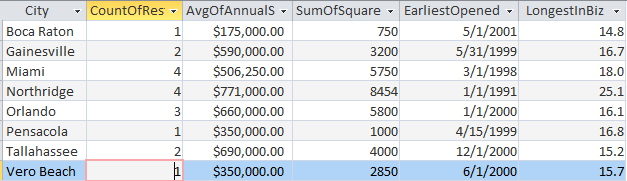 City CountOfRes AvgOfAnnualS SumOfSquare EarliestOpened LongestInBiz
Boca Raton 1 $175,000.00 750 5/1/2001 14.8
Gainesville 2 $590,000.00 3200 5/31/1999 16.7
Miami 4 $506,250.00 5750 3/1/1998 18.0
Northridge 4 $771,000.00 8454 1/1/1991 25.1
Orlando 3 $660,000.00 5800 1/1/2000 16.1
Pensacola 1 $350,000.00 1000 4/15/1999 16.8
Tallahassee 2 $690,000.00 4000 12/1/2000 15.2
Vero Beach 1 $350,000.00 2850 6/1/2000 15.7